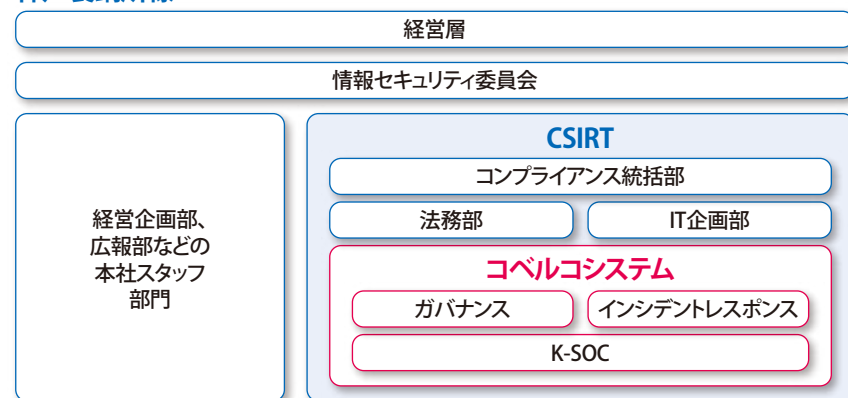 経営層
情報セキュリティ委員会
経営企画部、
広報部などの
本社スタッフ
部門
CSIRT
コンプライアンス統括部
法務部
IT企画部
コベルコシステム
ガバナンス
インシデントレスポンス
K-SOC